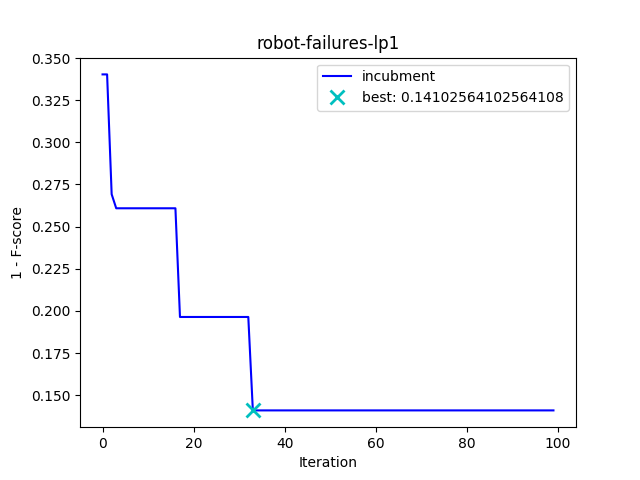 robot-failures-lp1
incubment
best: 0.14102564102564108
1 - F-score
0.350
0.325
0.300
0.275
0.250
0.225
0.200
0.175
0.150
0 20 40 60 80 100
Iteration